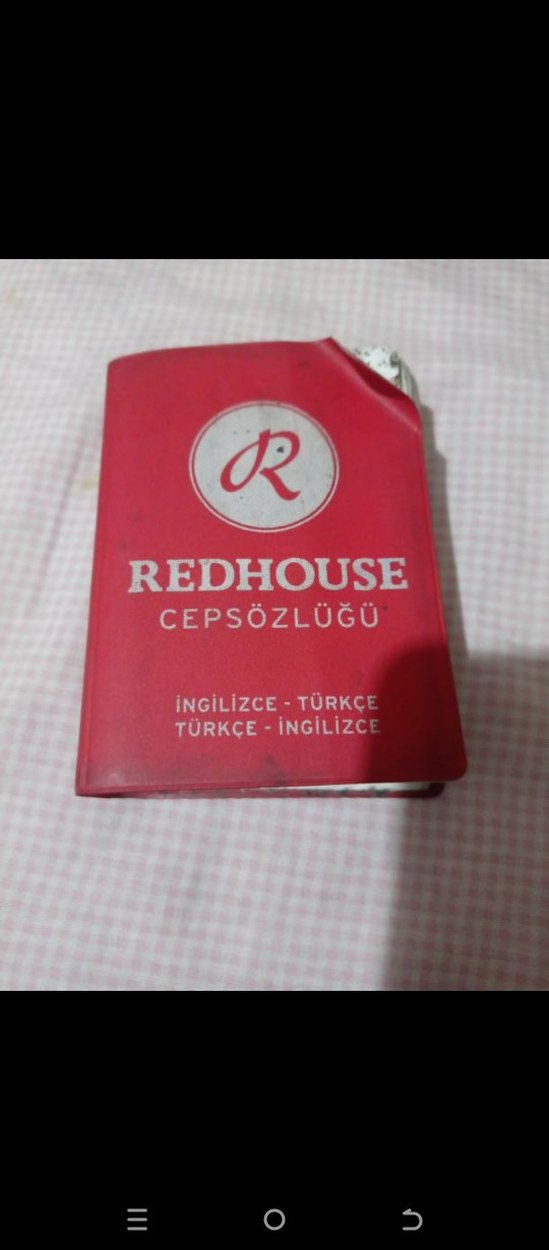 R
REDHOUSE
CEPSÖZLÜĞÜ
İNGİLİZCE - TÜRKÇE
TÜRKÇE - İNGİLİZCE